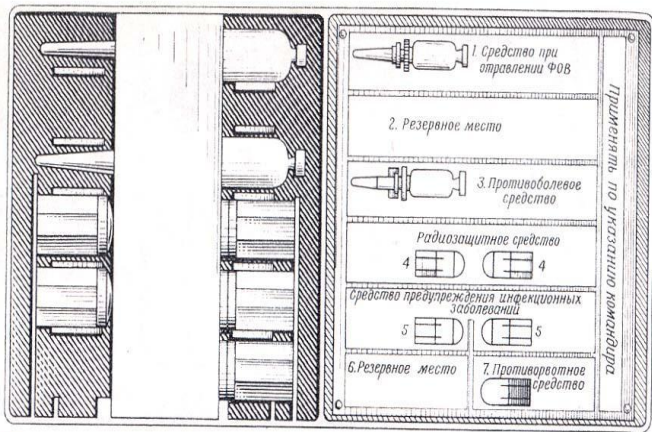 1. Средство при
отравлении ФОВ
2. Резервное место
3. Противоболевое
средство
Радиозащитное средство
4 4
Средство предупреждения инфекционных
заболеваний
5 5
6. Резервное место
7. Противорвотное
средство
Применять по указанию командира